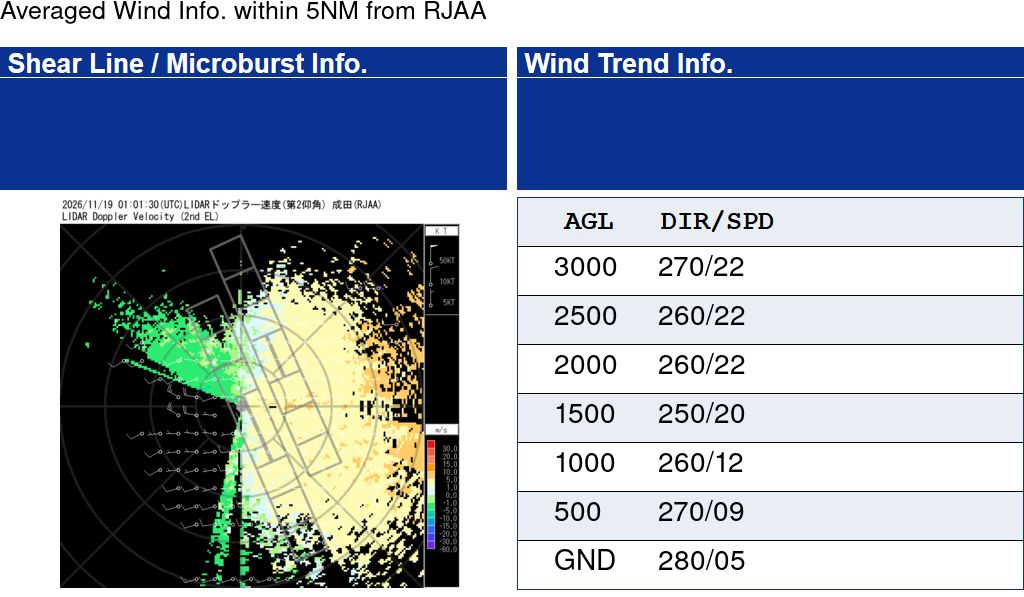 Averaged Wind Info. within 5NM from RJAA
Shear Line / Microburst Info.
Wind Trend Info.
2026/11/19 01:01:30(UTC)LIDARドップラー速度(第2仰角) 成田(RJAA)
LIDAR Doppler Velocity (2nd EL)
K T
50KT
10KT
5KT
m/s
30.0
20.0
15.0
10.0
5.0
1.0
0.0
-1.0
-5.0
-10.0
-15.0
-20.0
-30.0
-60.0
AGL DIR/SPD
3000 270/22
2500 260/22
2000 260/22
1500 250/20
1000 260/12
500 270/09
GND 280/05